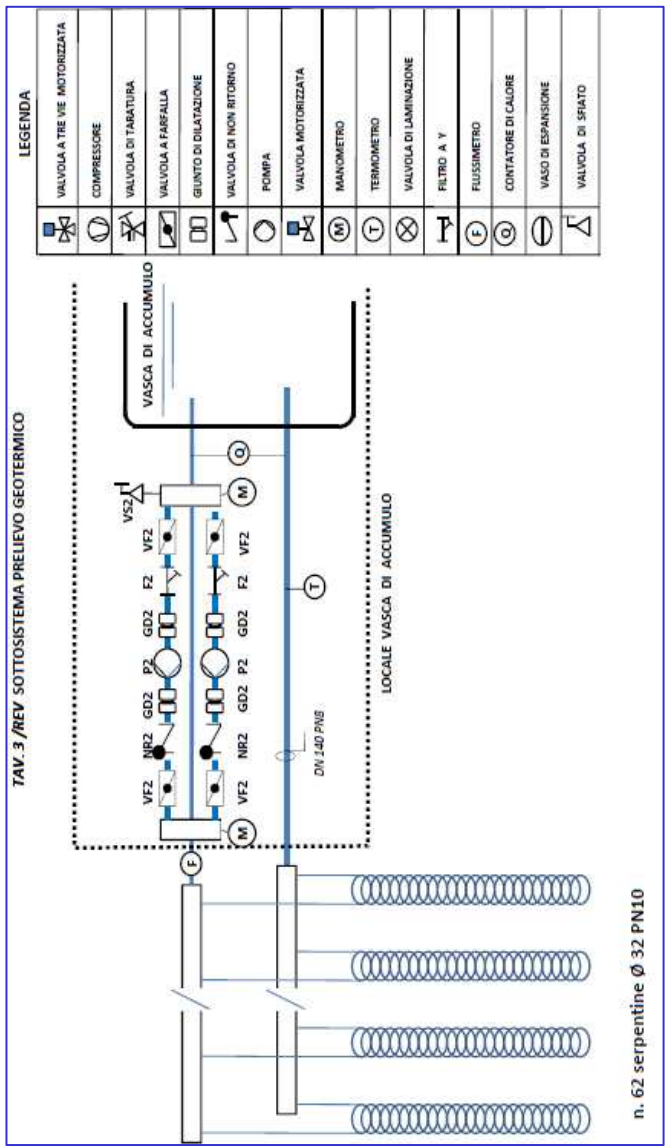 TAV. 3 /REV SOTTOSISTEMA PRELIEVO GEOTERMICO
LEGENDA
VALVOLA A TRE VIE MOTORIZZATA
COMPRESSORE
VALVOLA DI TARATURA
VALVOLA A FARFALLA
GIUNTO DI DILATAZIONE
VALVOLA DI NON RITORNO
POMPA
VALVOLA MOTORIZZATA
M MANOMETRO
T TERMOMETRO
VALVOLA DI LAMINAZIONE
FILTRO A Y
F FLUSSIMETRO
Q CONTATORE DI CALORE
VASO DI ESPANSIONE
VALVOLA DI SFIATO
VASCA DI ACCUMULO
VS2
VF2 NR2 GD2 P2 GD2 F2 VF2
VF2 NR2 GD2 P2 GD2 F2 VF2
F
M
M
Q
T
DN 140 PN8
LOCALE VASCA DI ACCUMULO
n. 62 serpentine Ø 32 PN10